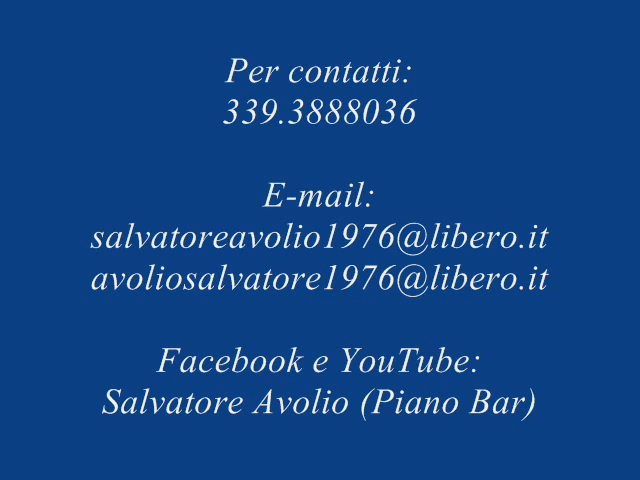 Per contatti:
339.3888036
E-mail:
salvatoreavolio1976@libero.it
avoliosalvatore1976@libero.it
Facebook e YouTube:
Salvatore Avolio (Piano Bar)